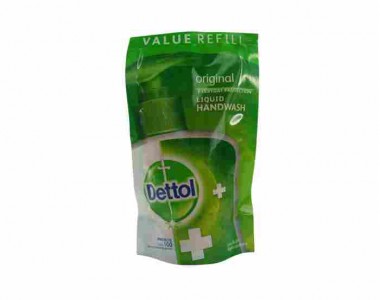 VALUE REFILL
original
EVERYDAY PROTECTION
LIQUID
HANDWASH
Dettol